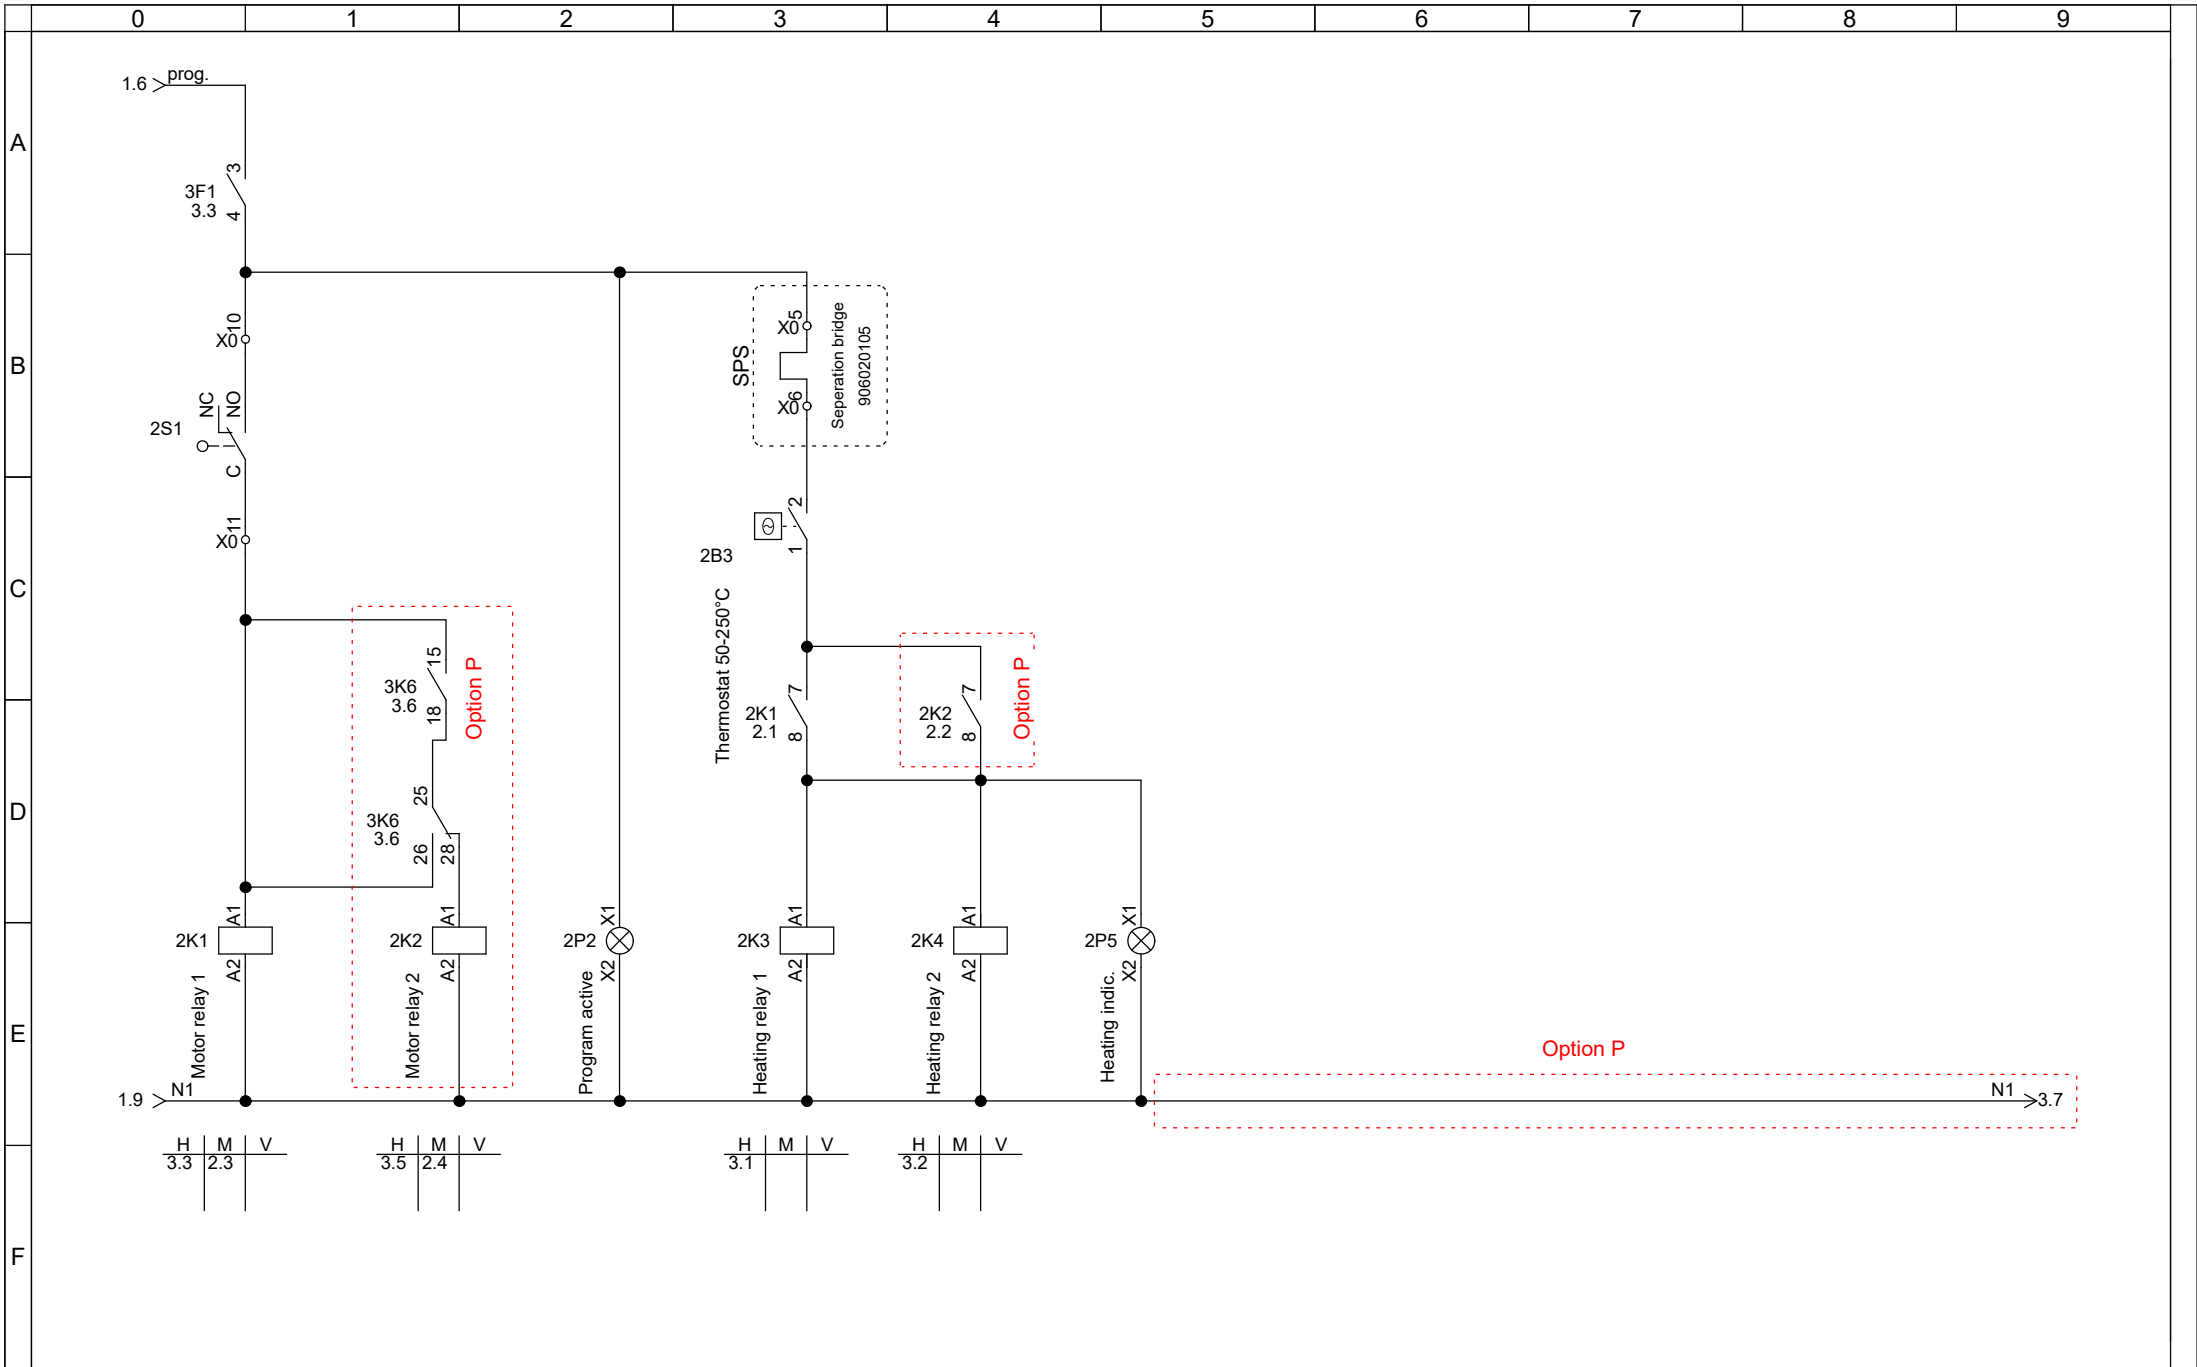 0 1 2 3 4 5 6 7 8 9
A
B
C
D
E
F
1.6
prog.
3F1
3.3
3
4
X0
10
2S1
NC
NO
C
X0
11
3K6
3.6
15
18
Option P
3K6
3.6
25
26
28
2K1
A1
A2
Motor relay 1
2K2
A1
A2
Motor relay 2
2P2
X1
X2
Program active
SPS
X0
5
X0
6
Seperation bridge
906020105
2B3
2
1
Thermostat 50-250°C
2K1
2.1
7
8
2K2
2.2
7
8
Option P
2K3
A1
A2
Heating relay 1
2K4
A1
A2
Heating relay 2
2P5
X1
X2
Heating indic.
Option P
1.9
N1
N1
3.7
H M V
3.3 2.3
H M V
3.5 2.4
H M V
3.1
H M V
3.2